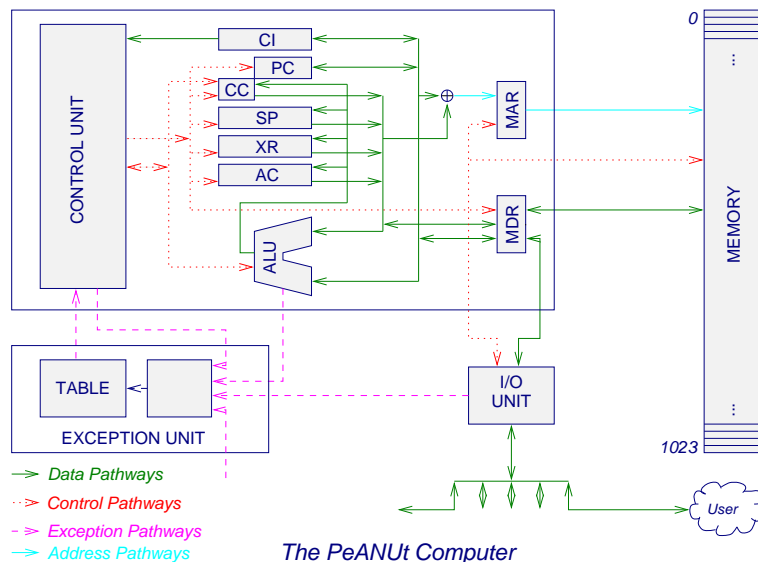 0
...
CI
PC
CC
SP
XR
AC
CONTROL UNIT
ALU
MAR
MDR
MEMORY
TABLE
EXCEPTION UNIT
I/O
UNIT
...
1023
Data Pathways
Control Pathways
Exception Pathways
Address Pathways
User
The PeANUt Computer